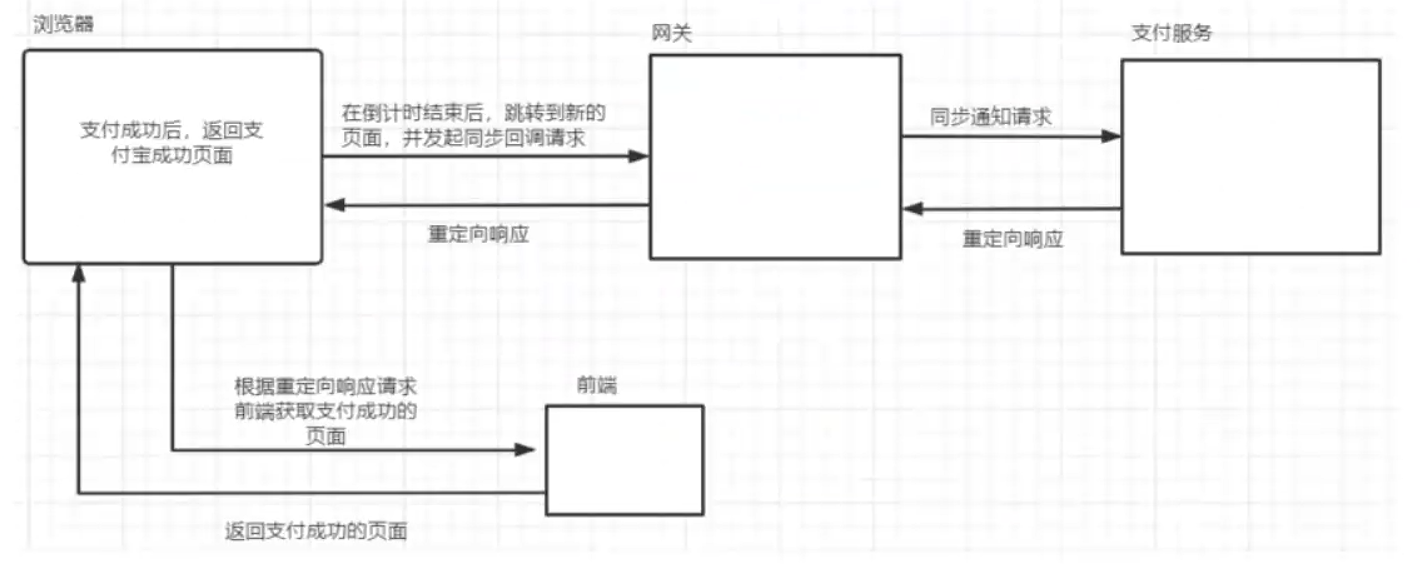 浏览器
网关
支付服务
支付成功后，返回支
付宝成功页面
在倒计时结束后，跳转到新的
页面，并发起同步回调请求
同步通知请求
重定向响应
重定向响应
根据重定向响应请求
前端获取支付成功的
页面
前端
返回支付成功的页面